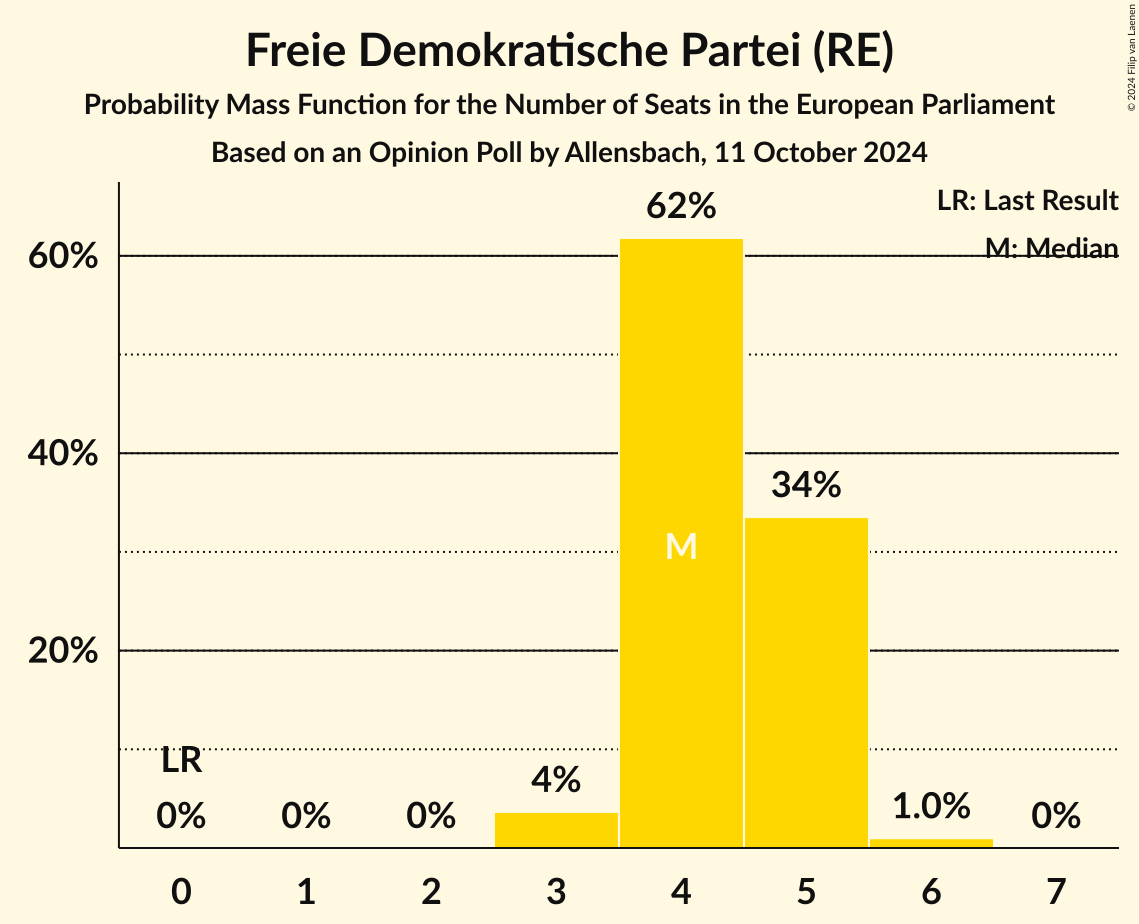 Freie Demokratische Partei (RE)
Probability Mass Function for the Number of Seats in the European Parliament
Based on an Opinion Poll by Allensbach, 11 October 2024
© 2024 Filip van Laenen
LR: Last Result
M: Median
62%
60%
40%
34%
M
20%
LR
0%
0%
0%
4%
1.0%
0%
0
1
2
3
4
5
6
7